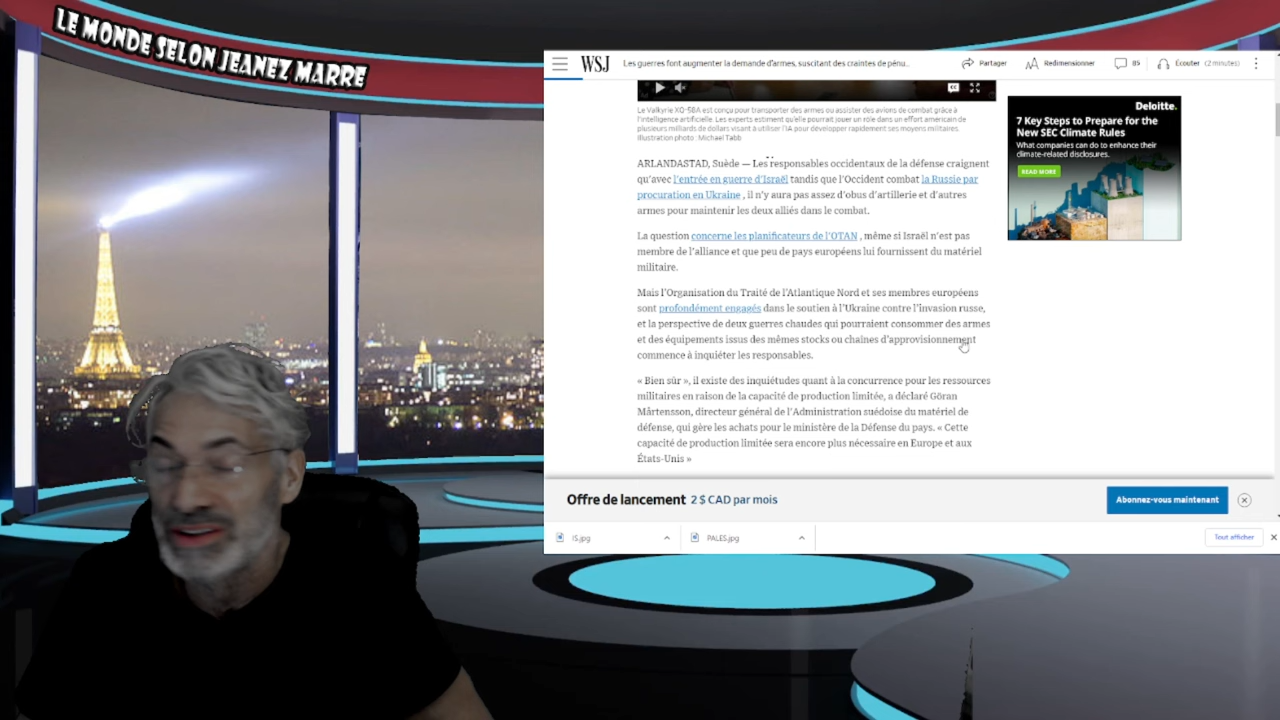 LE MONDE SELON JEANEZ MARRE
WSJ
Les guerres font augmenter la demande d'armes, suscitant des craintes de pénu..
Partager
Redimensionner
85
Écouter (2 minutes)
Le Valkyrie XQ-58A est conçu pour transporter des armes ou assister des avions de combat grâce à
l'intelligence artificielle. Les experts estiment qu'elle pourrait jouer un rôle dans un effort américain de
plusieurs milliards de dollars visant à utiliser l'IA pour développer rapidement ses moyens militaires.
Illustration photo : Michael Tabb
ARLANDASTAD, Suède — Les responsables occidentaux de la défense craignent
qu'avec l'entrée en guerre d'Israël tandis que l'Occident combat la Russie par
procuration en Ukraine , il n'y aura pas assez d'obus d'artillerie et d'autres
armes pour maintenir les deux alliés dans le combat.
La question concerne les planificateurs de l'OTAN , même si Israël n'est pas
membre de l'alliance et que peu de pays européens lui fournissent du matériel
militaire.
Mais l'Organisation du Traité de l'Atlantique Nord et ses membres européens
sont profondément engagés dans le soutien à l'Ukraine contre l'invasion russe,
et la perspective de deux guerres chaudes qui pourraient consommer des armes
et des équipements issus des mêmes stocks ou chaînes d'approvisionnement
commence à inquiéter les responsables.
« Bien sûr », il existe des inquiétudes quant à la concurrence pour les ressources
militaires en raison de la capacité de production limitée, a déclaré Göran
Mårtensson, directeur général de l'Administration suédoise du matériel de
défense, qui gère les achats pour le ministère de la Défense du pays. « Cette
capacité de production limitée sera encore plus nécessaire en Europe et aux
États-Unis »
Deloitte.
7 Key Steps to Prepare for the
New SEC Climate Rules
What companies can do to enhance their
climate-related disclosures.
READ MORE
Offre de lancement 2 $ CAD par mois
Abonnez-vous maintenant
IS.jpg
PALES.jpg
Tout afficher